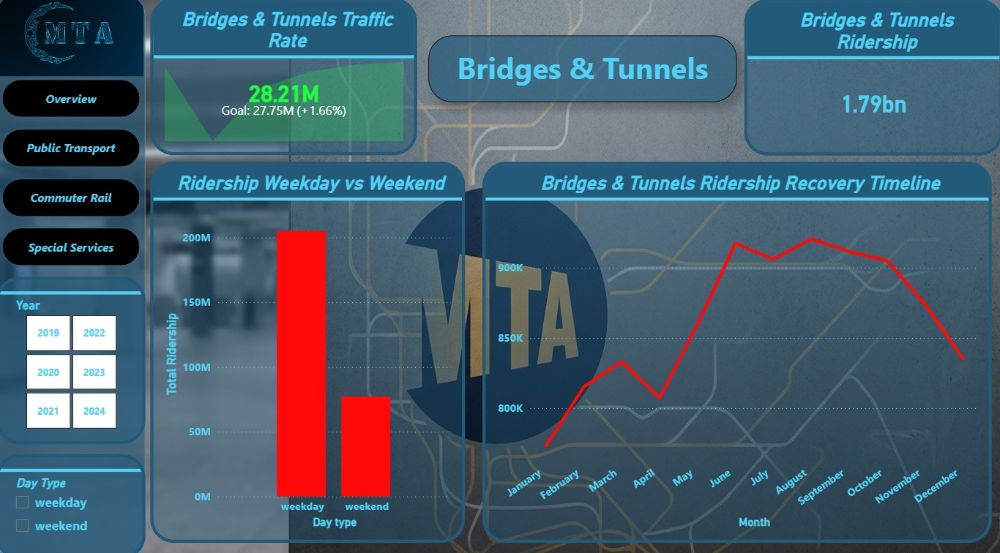 MTA
Overview
Public Transport
Commuter Rail
Special Services
Year
2019 2022
2020 2023
2021 2024
Day Type
weekday
weekend
Bridges & Tunnels Traffic
Rate
28.21M
Goal: 27.75M (+1.66%)
Bridges & Tunnels
Bridges & Tunnels
Ridership
1.79bn
Ridership Weekday vs Weekend
Total Ridership
200M
150M
100M
50M
0M
weekday weekend
Day type
MTA
Bridges & Tunnels Ridership Recovery Timeline
900K
850K
800K
January February March April May June July August September October November December
Month